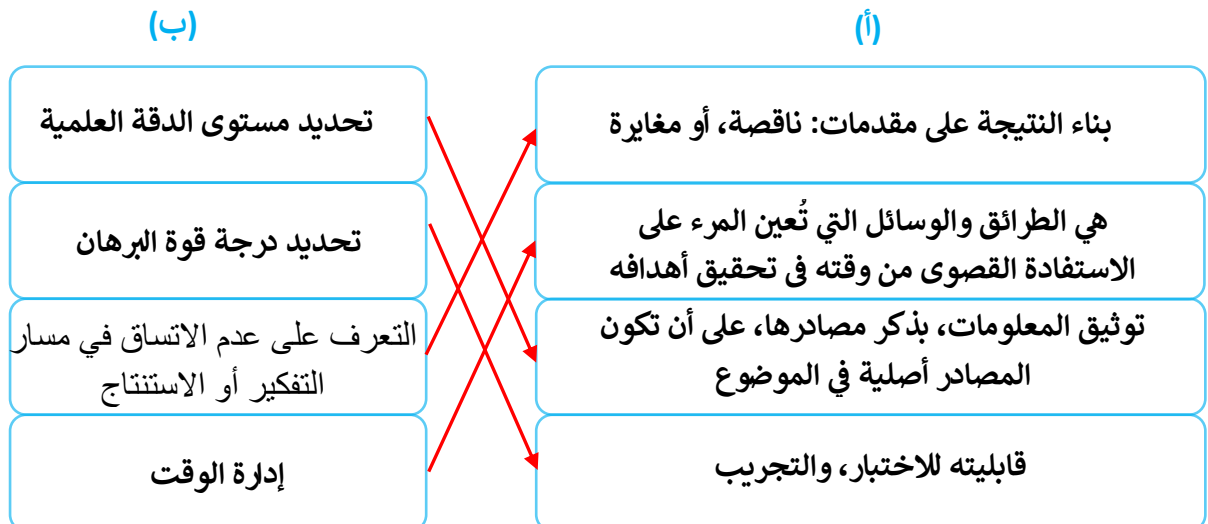 (أ)
(ب)
بناء النتيجة على مقدمات: ناقصة، أو مغايرة
تحديد مستوى الدقة العلمية
هي الطرائق والوسائل التي تُعين المرء على
الاستفادة القصوى من وقته في تحقيق أهدافه
تحديد درجة قوة البرهان
توثيق المعلومات، بذكر مصادرها، على أن تكون
المصادر أصلية في الموضوع
التعرف على عدم الاتساق في مسار
التفكير أو الاستنتاج
قابليته للاختبار، والتجريب
إدارة الوقت